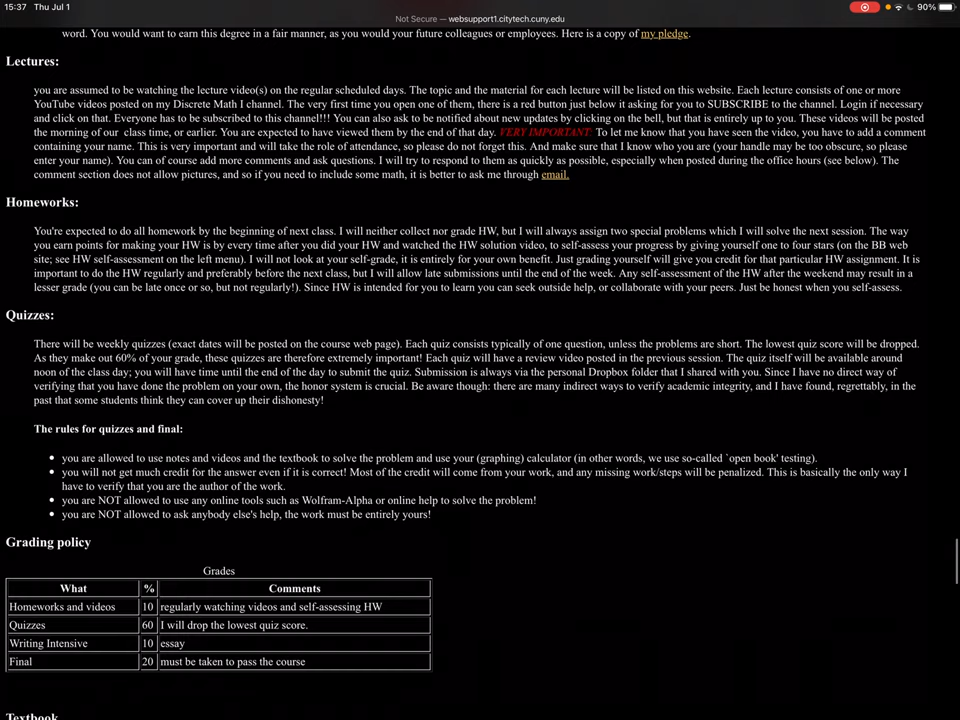 15:37 Thu Jul 1
90%
Not Secure — websupport1.citytech.cuny.edu
word. You would want to earn this degree in a fair manner, as you would your future colleagues or employees. Here is a copy of my pledge.
Lectures:
you are assumed to be watching the lecture video(s) on the regular scheduled days. The topic and the material for each lecture will be listed on this website. Each lecture consists of one or more
YouTube videos posted on my Discrete Math I channel. The very first time you open one of them, there is a red button just below it asking for you to SUBSCRIBE to the channel. Login if necessary
and click on that. Everyone has to be subscribed to this channel!!! You can also ask to be notified about new updates by clicking on the bell, but that is entirely up to you. These videos will be posted
the morning of our class time, or earlier. You are expected to have viewed them by the end of that day. VERY IMPORTANT: To let me know that you have seen the video, you have to add a comment
containing your name. This is very important and will take the role of attendance, so please do not forget this. And make sure that I know who you are (your handle may be too obscure, so please
enter your name). You can of course add more comments and ask questions. I will try to respond to them as quickly as possible, especially when posted during the office hours (see below). The
comment section does not allow pictures, and so if you need to include some math, it is better to ask me through email.
Homeworks:
You're expected to do all homework by the beginning of next class. I will neither collect nor grade HW, but I will always assign two special problems which I will solve the next session. The way
you earn points for making your HW is by every time after you did your HW and watched the HW solution video, to self-assess your progress by giving yourself one to four stars (on the BB web
site; see HW self-assessment on the left menu). I will not look at your self-grade, it is entirely for your own benefit. Just grading yourself will give you credit for that particular HW assignment. It is
important to do the HW regularly and preferably before the next class, but I will allow late submissions until the end of the week. Any self-assessment of the HW after the weekend may result in a
lesser grade (you can be late once or so, but not regularly!). Since HW is intended for you to learn you can seek outside help, or collaborate with your peers. Just be honest when you self-assess.
Quizzes:
There will be weekly quizzes (exact dates will be posted on the course web page). Each quiz consists typically of one question, unless the problems are short. The lowest quiz score will be dropped.
As they make out 60% of your grade, these quizzes are therefore extremely important! Each quiz will have a review video posted in the previous session. The quiz itself will be available around
noon of the class day; you will have time until the end of the day to submit the quiz. Submission is always via the personal Dropbox folder that I shared with you. Since I have no direct way of
verifying that you have done the problem on your own, the honor system is crucial. Be aware though: there are many indirect ways to verify academic integrity, and I have found, regrettably, in the
past that some students think they can cover up their dishonesty!
The rules for quizzes and final:
you are allowed to use notes and videos and the textbook to solve the problem and use your (graphing) calculator (in other words, we use so-called `open book' testing).
you will not get much credit for the answer even if it is correct! Most of the credit will come from your work, and any missing work/steps will be penalized. This is basically the only way I
have to verify that you are the author of the work.
you are NOT allowed to use any online tools such as Wolfram-Alpha or online help to solve the problem!
you are NOT allowed to ask anybody else's help, the work must be entirely yours!
Grading policy
Grades
What % Comments
Homeworks and videos 10 regularly watching videos and self-assessing HW
Quizzes 60 I will drop the lowest quiz score.
Writing Intensive 10 essay
Final 20 must be taken to pass the course
Textbook